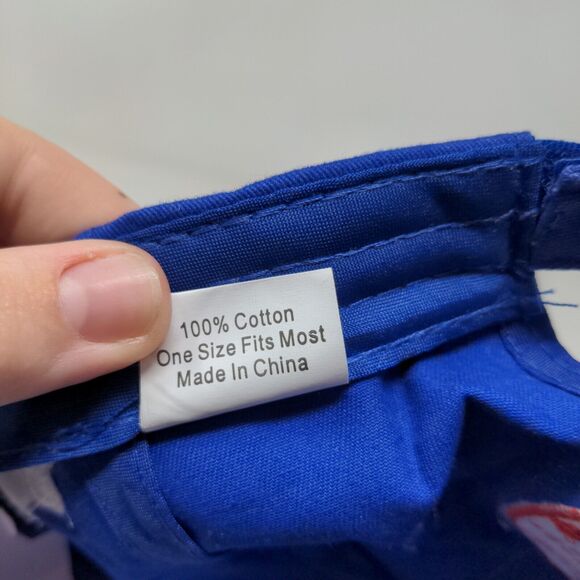 100% Cotton
One Size Fits Most
Made In China